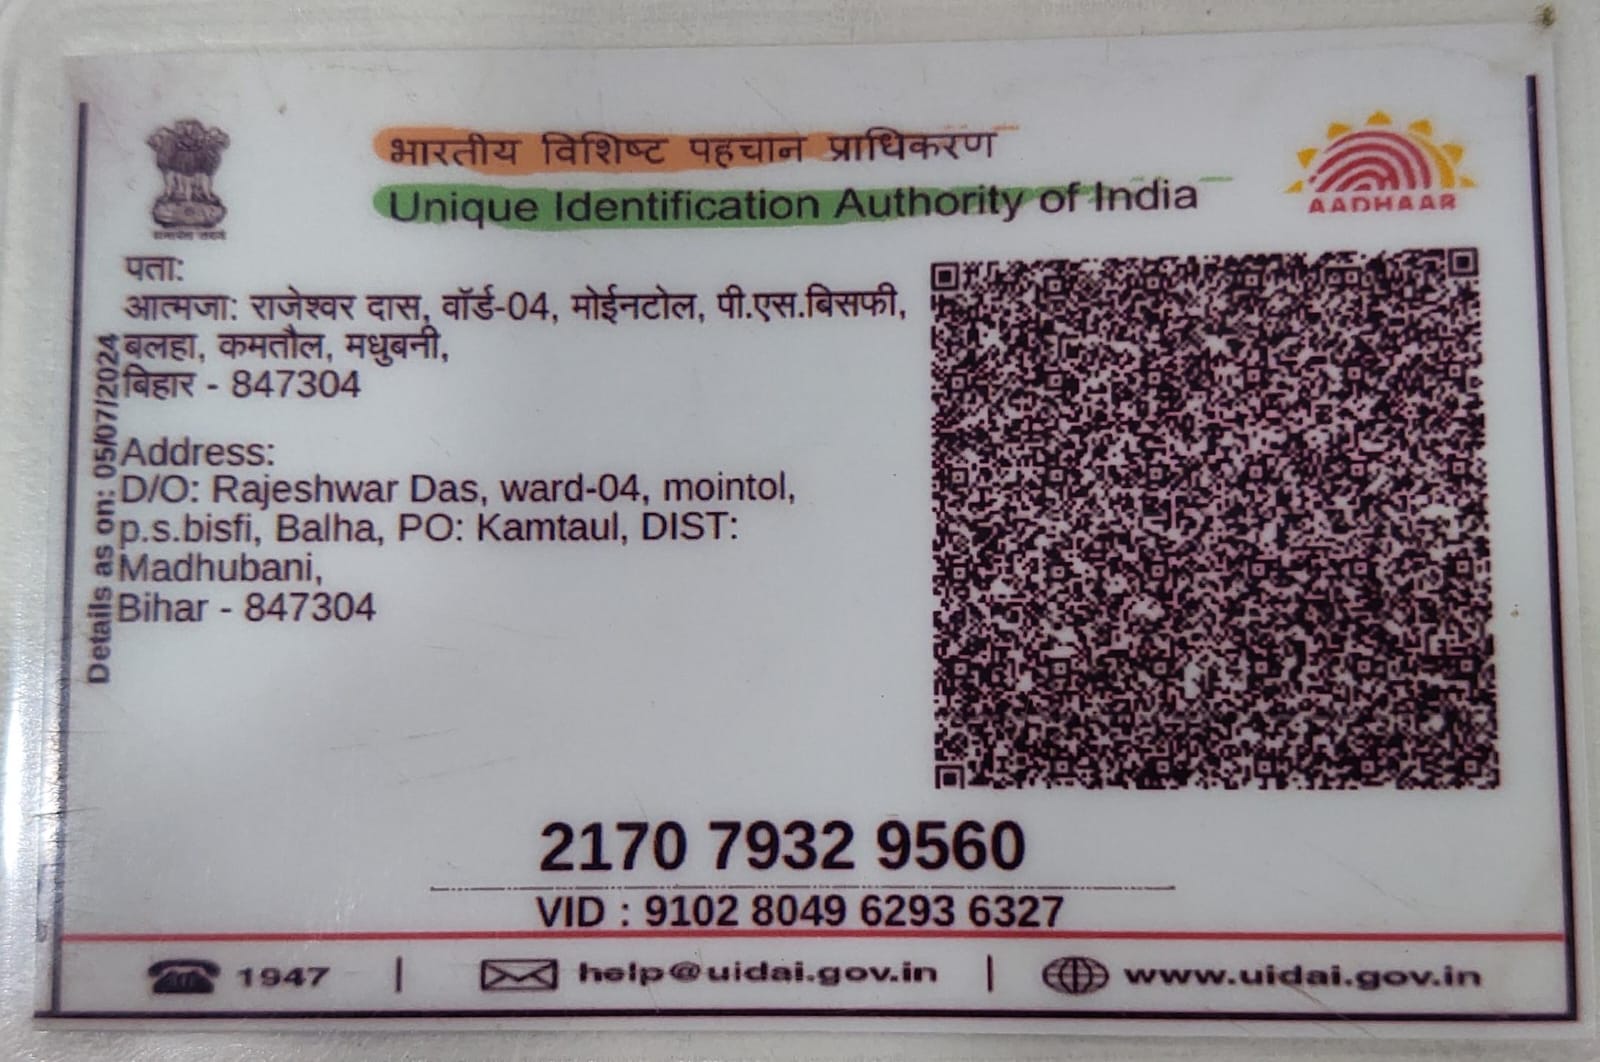 भारतीय विशिष्ट पहचान प्राधिकरण
Unique Identification Authority of India
AADHAAR
पता:
आत्मजा: राजेश्वर दास, वॉर्ड-04, मोईनटोल, पी.एस.बिसफी,
बलहा, कमतौल, मधुबनी,
बिहार - 847304
Address:
D/O: Rajeshwar Das, ward-04, mointol,
p.s.bisfi, Balha, PO: Kamtaul, DIST:
Madhubani,
Bihar - 847304
Details as on: 05/07/2024
2170 7932 9560
VID : 9102 8049 6293 6327
1947 | help@uidai.gov.in | www.uidai.gov.in